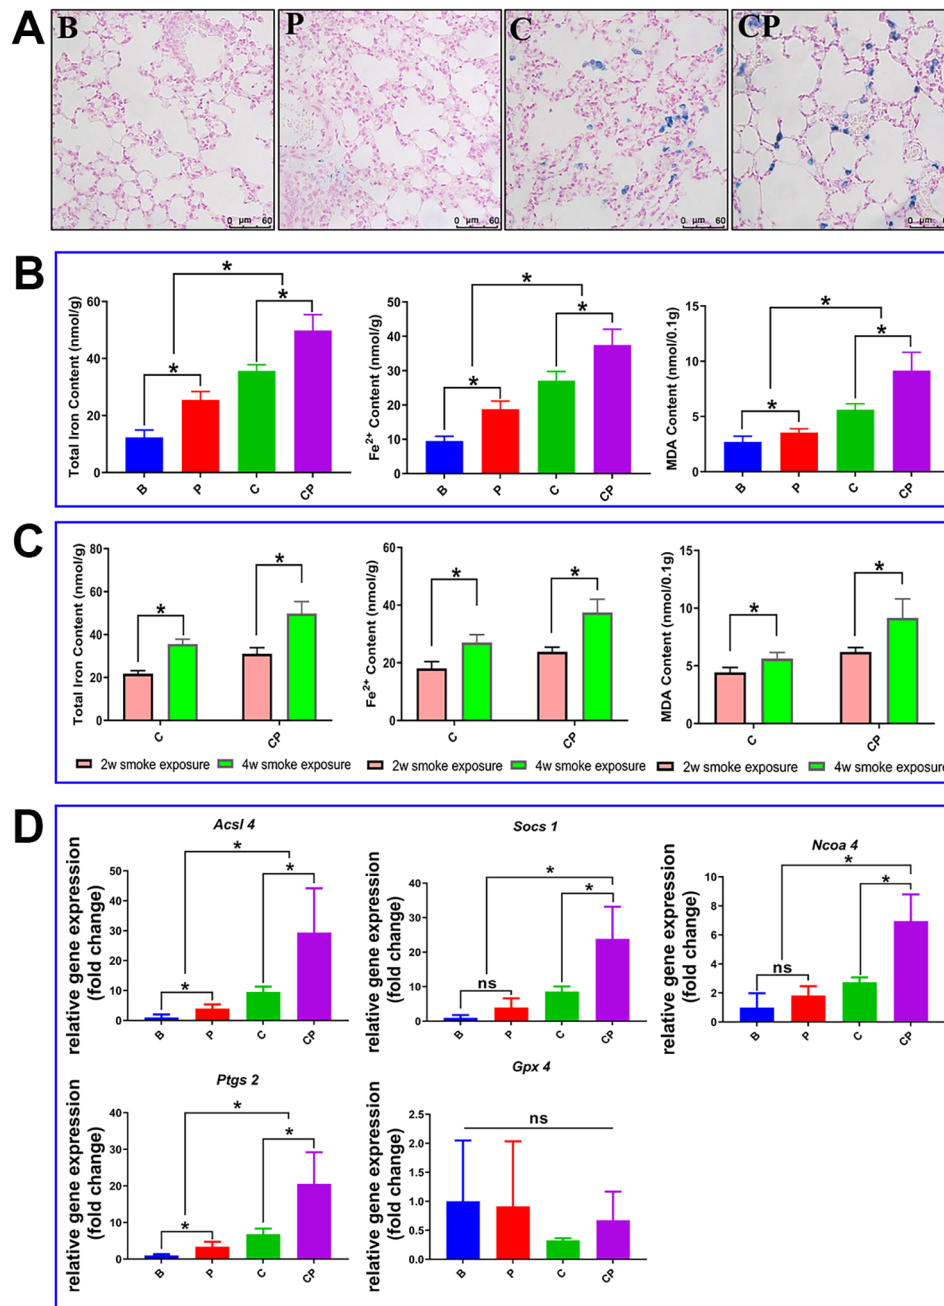 A
B
P
C
CP
0 µm 60
0 µm 60
0 µm 60
0 µm 60
B
Total Iron Content (nmol/g)
60
40
20
0
*
*
*
B
P
C
CP
Fe2+ Content (nmol/g)
50
40
30
20
10
0
*
*
*
B
P
C
CP
MDA Content (nmol/0.1g)
15
10
5
0
*
*
*
B
P
C
CP
C
Total Iron Content (nmol/g)
80
60
40
20
0
*
*
C
CP
Fe2+ Content (nmol/g)
60
40
20
0
*
*
C
CP
MDA Content (nmol/0.1g)
15
10
5
0
*
*
C
CP
2w smoke exposure 4w smoke exposure
2w smoke exposure 4w smoke exposure
2w smoke exposure 4w smoke exposure
D
Acsl 4
relative gene expression
(fold change)
50
40
30
20
10
0
*
*
*
B
P
C
CP
Socs 1
relative gene expression
(fold change)
50
40
30
20
10
0
ns
*
*
B
P
C
CP
Ncoa 4
relative gene expression
(fold change)
10
8
6
4
2
0
ns
*
*
B
P
C
CP
Ptgs 2
relative gene expression
(fold change)
40
30
20
10
0
*
*
*
B
P
C
CP
Gpx 4
relative gene expression
(fold change)
2.5
2.0
1.5
1.0
0.5
0.0
ns
B
P
C
CP